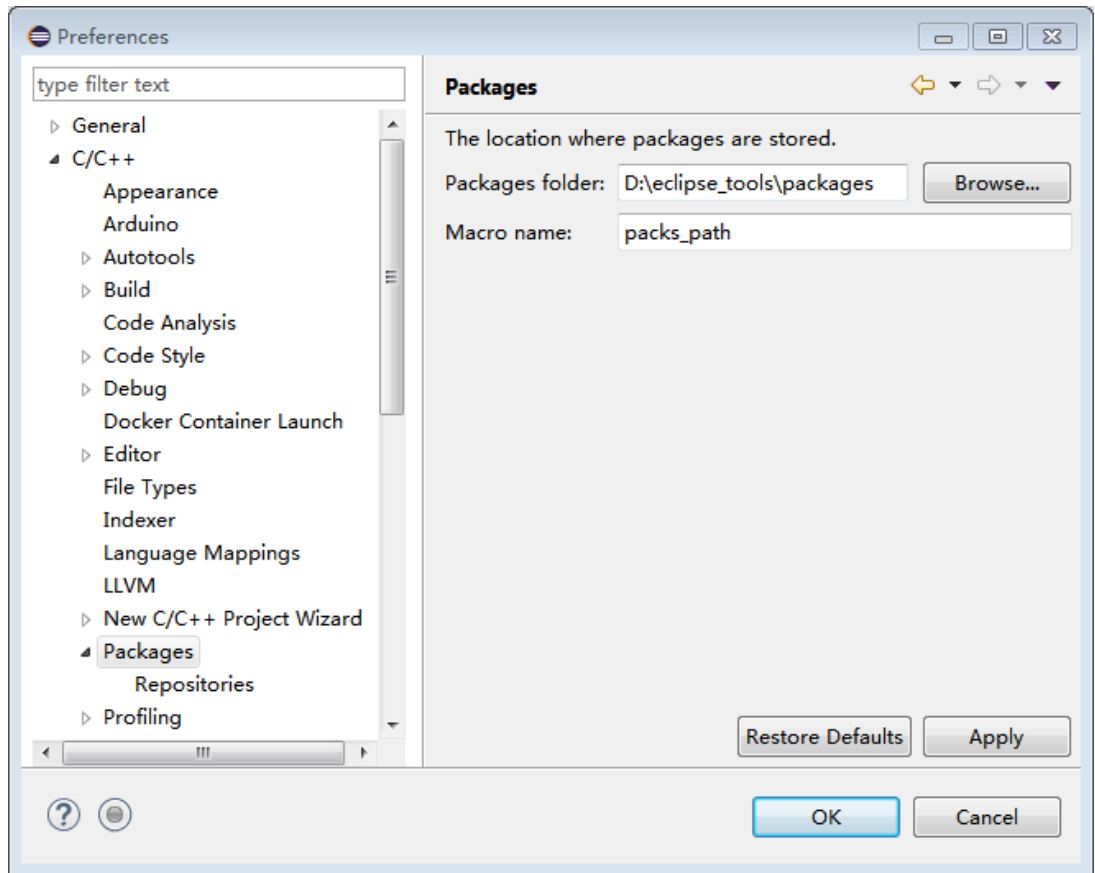 Preferences
type filter text
General
C/C++
Appearance
Arduino
Autotools
Build
Code Analysis
Code Style
Debug
Docker Container Launch
Editor
File Types
Indexer
Language Mappings
LLVM
New C/C++ Project Wizard
Packages
Repositories
Profiling
Packages
The location where packages are stored.
Packages folder: D:\eclipse_tools\packages Browse...
Macro name: packs_path
Restore Defaults Apply
OK Cancel